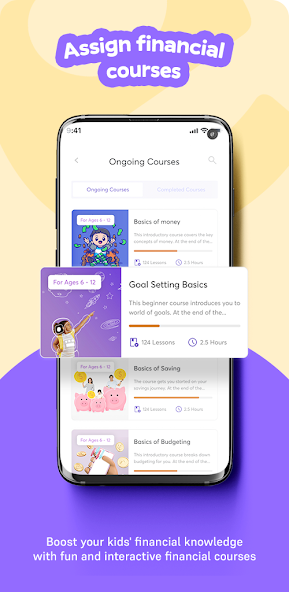 Assign financial
courses
9:41
Ongoing Courses
Ongoing Courses
Completed Courses
For Ages 6 - 12
Basics of money
This introductory course covers the key
concepts of money. At the end of the...
124 Lessons
2.5 Hours
For Ages 6 - 12
Goal Setting Basics
This beginner course introduces you to
world of goals. At the end of the...
124 Lessons
2.5 Hours
For Ages 6 - 12
Basics of Saving
The course gets you started on your
savings journey. At the end of the...
124 Lessons
2.5 Hours
For Ages 6 - 12
Basics of Budgeting
This introductory course breaks down
budgeting for you. At the end of the...
Boost your kids' financial knowledge
with fun and interactive financial courses